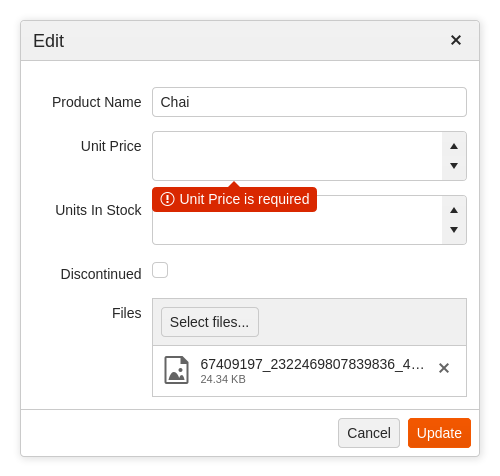 Edit
Product Name
Chai
Unit Price
Unit Price is required
Units In Stock
Discontinued
Files
Select files...
67409197_2322469807839836_4…
24.34 KB
Cancel
Update